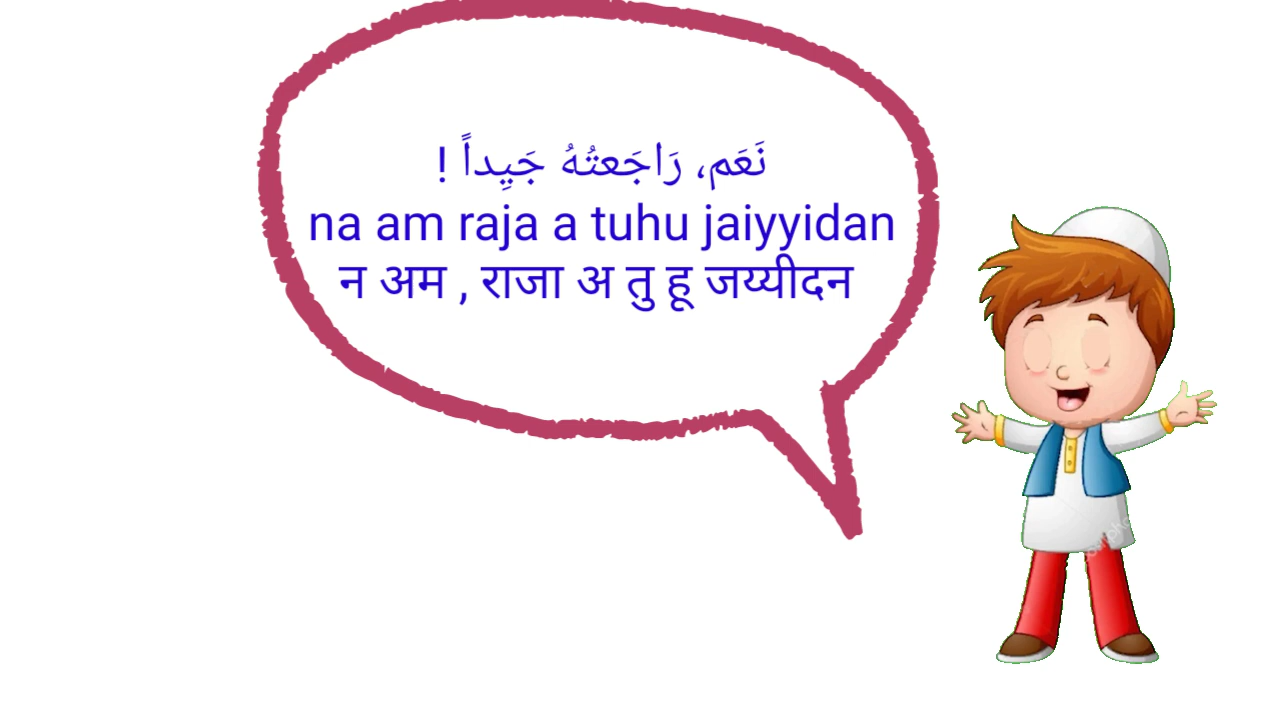 نَعَم، رَاجَعتُهُ جَيِداً !
na am raja a tuhu jaiyyidan
न अम , राजा अ तु हू जय्यीदन